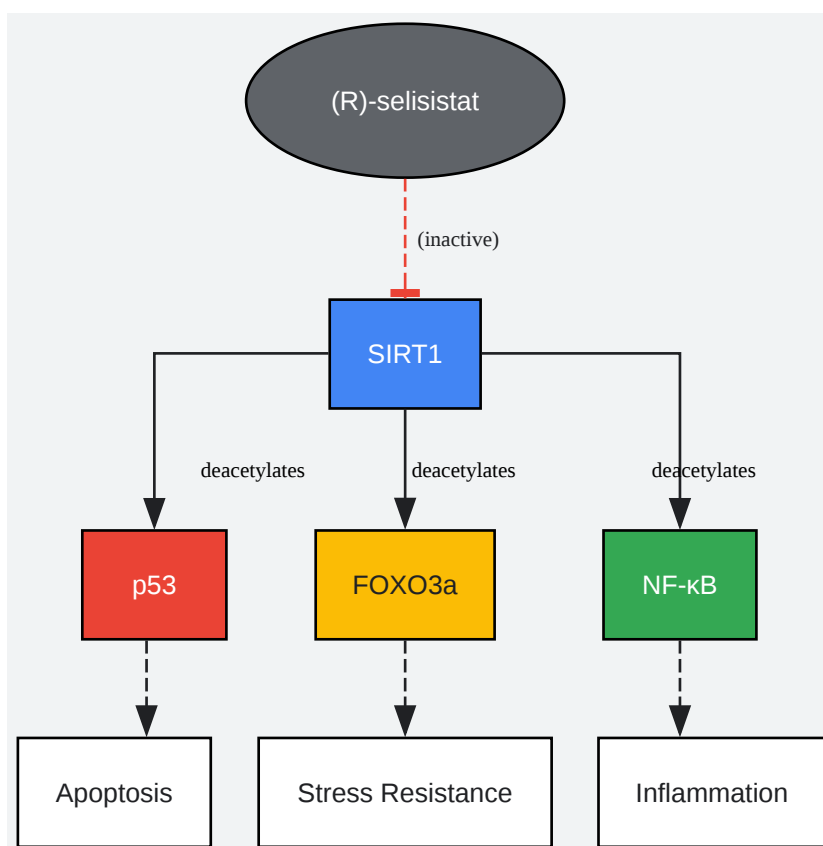 (R)-selisistat
(inactive)
SIRT1
deacetylates
deacetylates
deacetylates
p53
FOXO3a
NF-κB
Apoptosis
Stress Resistance
Inflammation